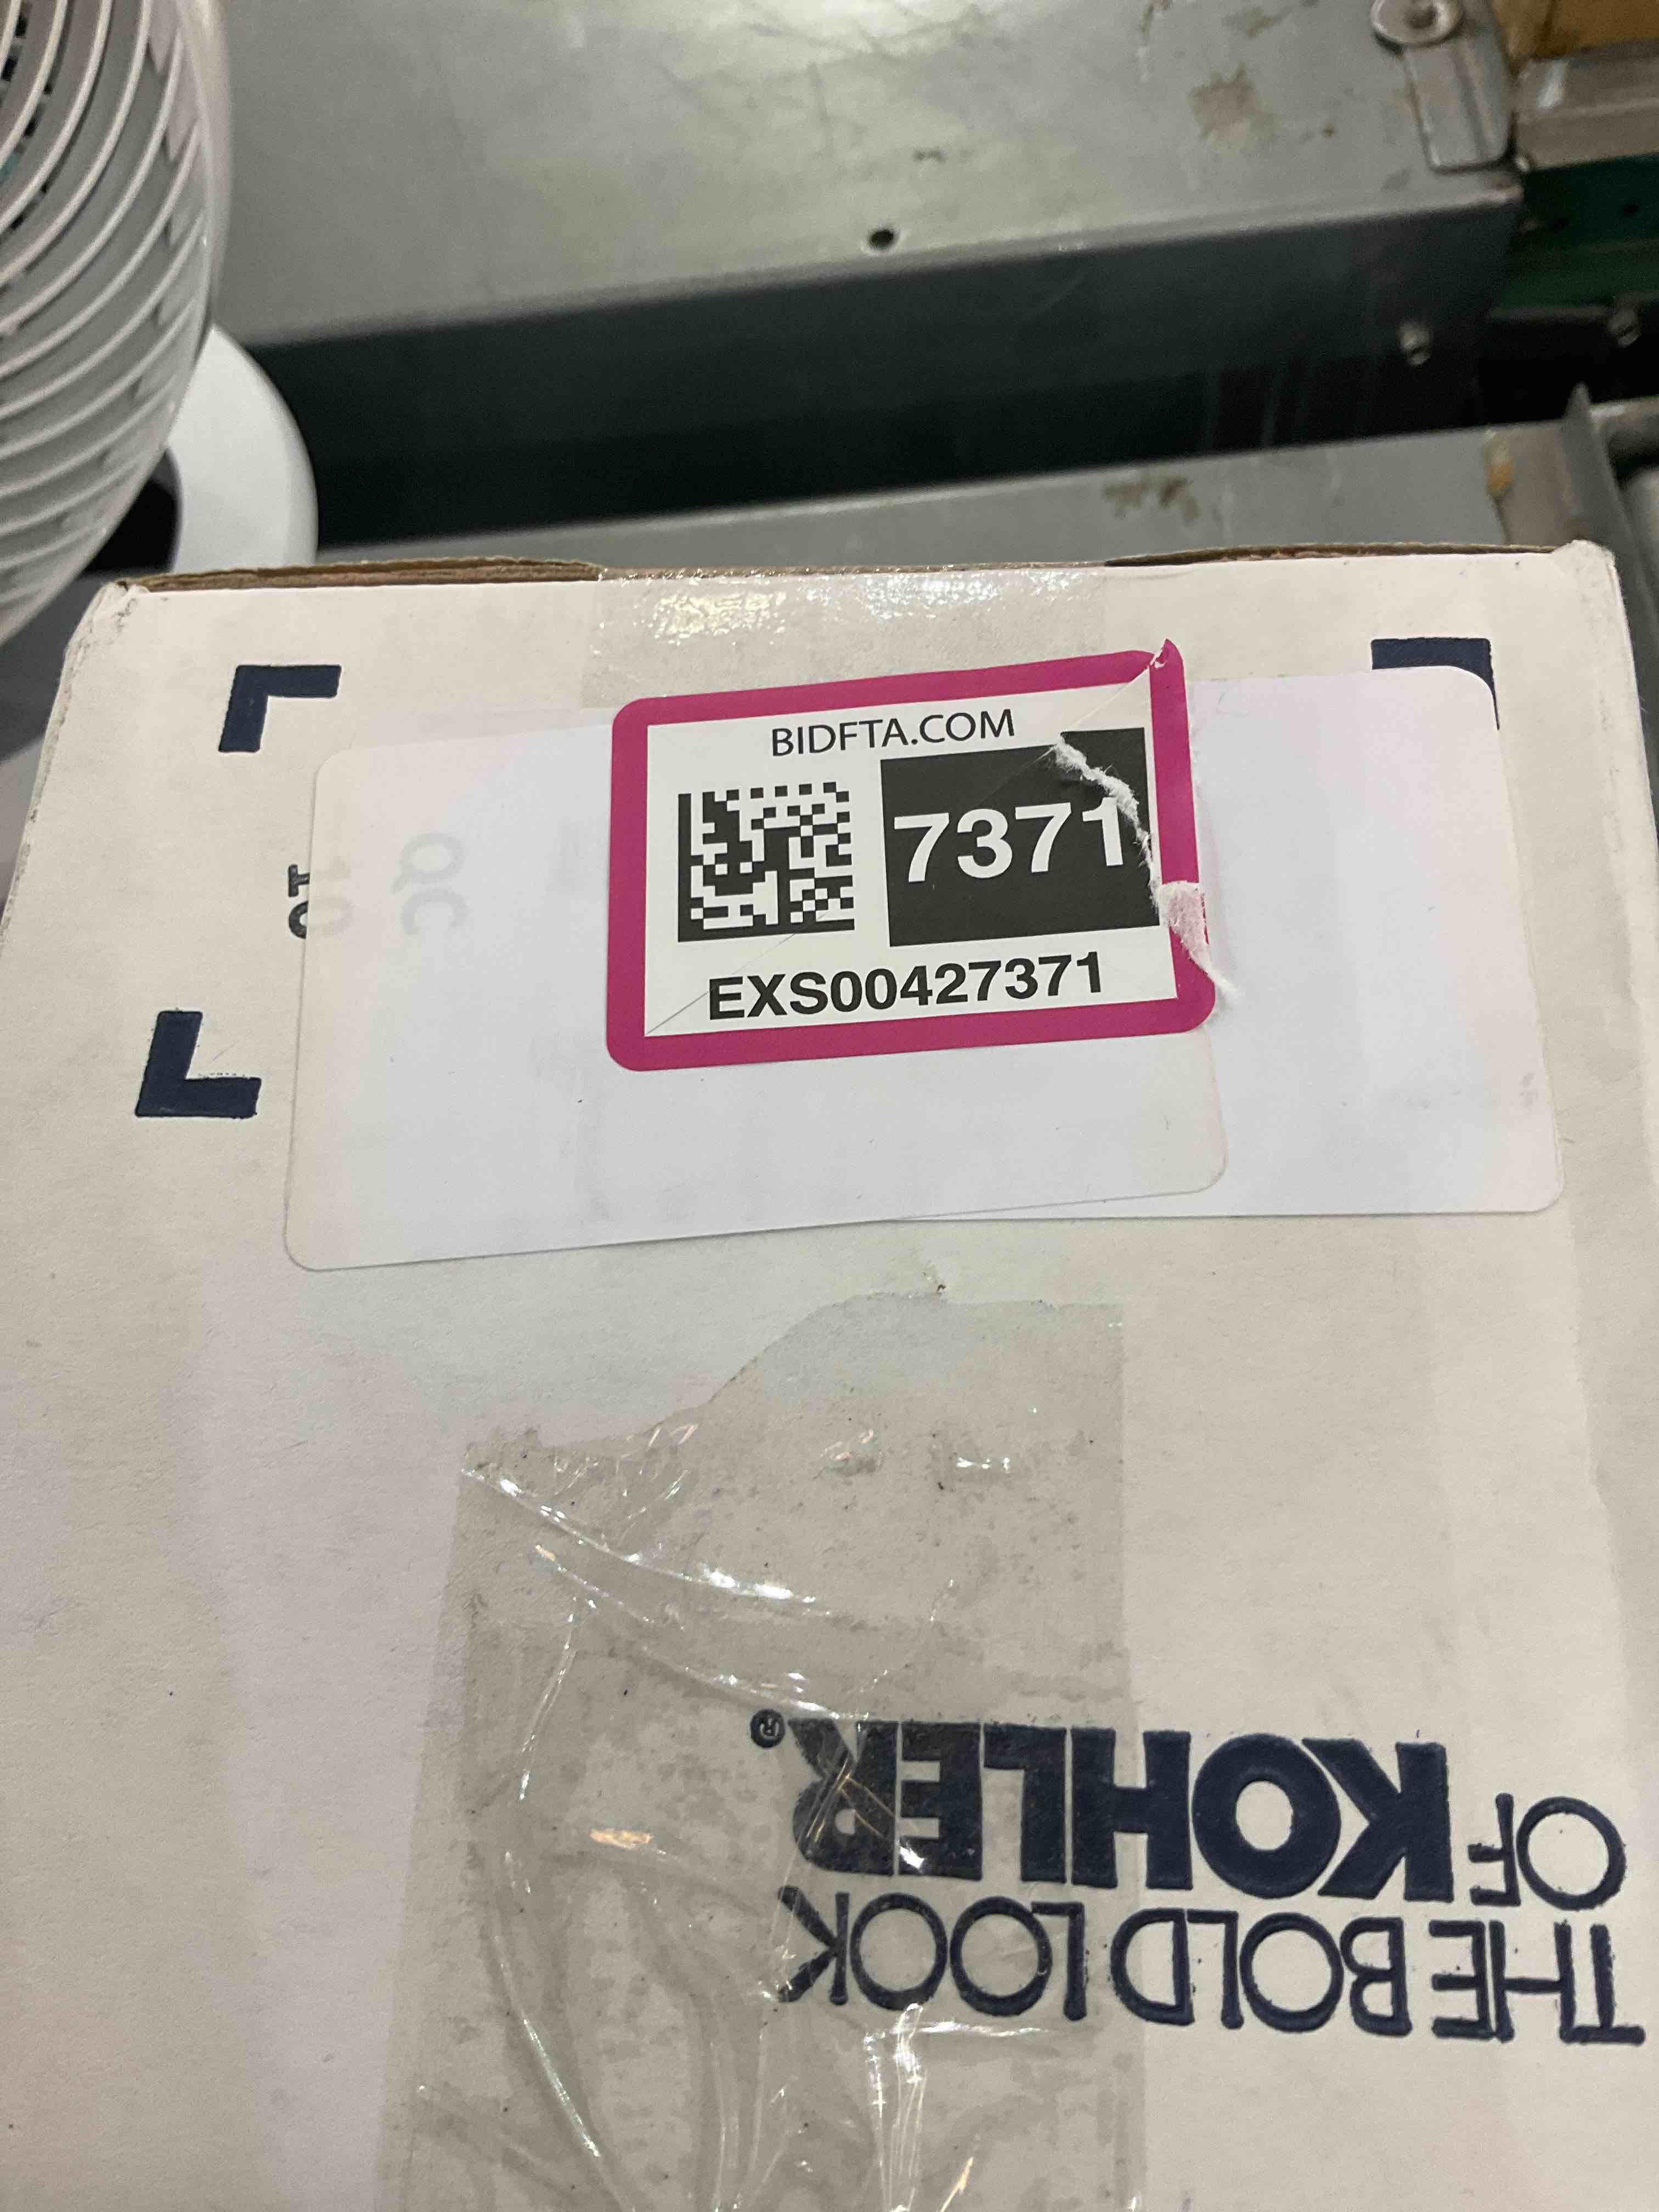 BIDFTA.COM
7371
EXS00427371
QC
THE BOLD LOOK
OF KOHLER®